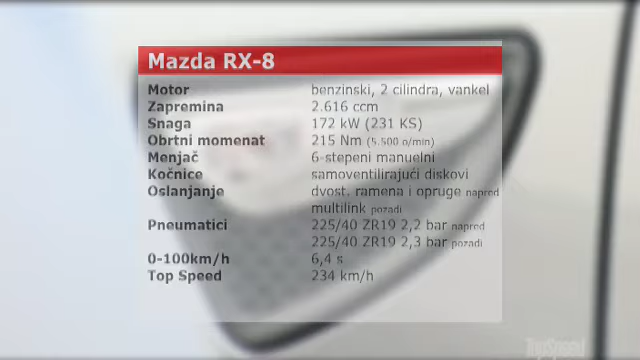 Mazda RX-8
Motor benzinski, 2 cilindra, vankel
Zapremina 2.616 ccm
Snaga 172 kW (231 KS)
Obrtni momenat 215 Nm (5.500 o/min)
Menjač 6-stepeni manuelni
Kočnice samoventilirajući diskovi
Oslanjanje dvost. ramena i opruge napred
multilink pozadi
Pneumatici 225/40 ZR19 2,2 bar napred
225/40 ZR19 2,3 bar pozadi
0-100km/h 6,4 s
Top Speed 234 km/h
TopSpeed